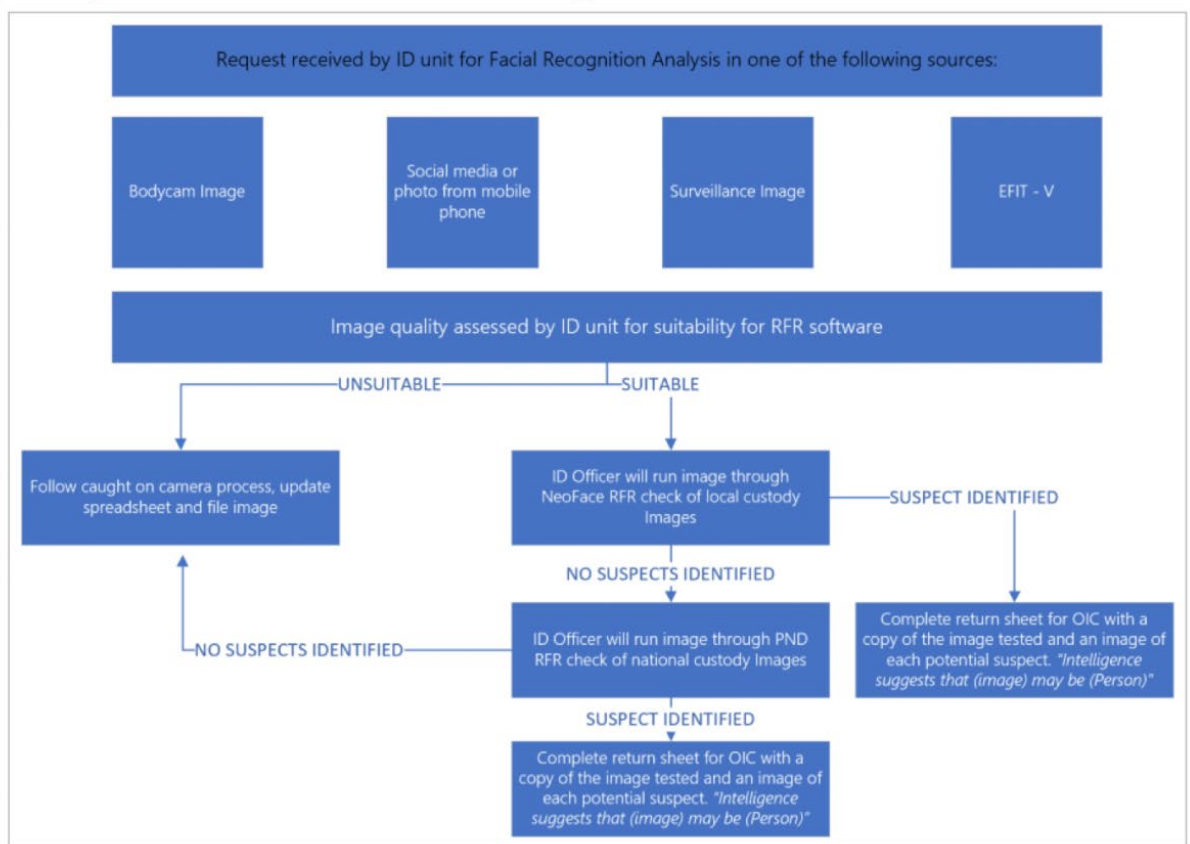 Request received by ID unit for Facial Recognition Analysis in one of the following sources:
Bodycam Image
Social media or
photo from mobile
phone
Surveillance Image
EFIT - V
Image quality assessed by ID unit for suitability for RFR software
UNSUITABLE
SUITABLE
Follow caught on camera process, update
spreadsheet and file image
ID Officer will run image through
NeoFace RFR check of local custody
Images
SUSPECT IDENTIFIED
NO SUSPECTS IDENTIFIED
Complete return sheet for OIC with a
copy of the image tested and an image of
each potential suspect. "Intelligence
suggests that (image) may be (Person)"
ID Officer will run image through PND
RFR check of national custody Images
NO SUSPECTS IDENTIFIED
SUSPECT IDENTIFIED
Complete return sheet for OIC with a
copy of the image tested and an image of
each potential suspect. "Intelligence
suggests that (image) may be (Person)"